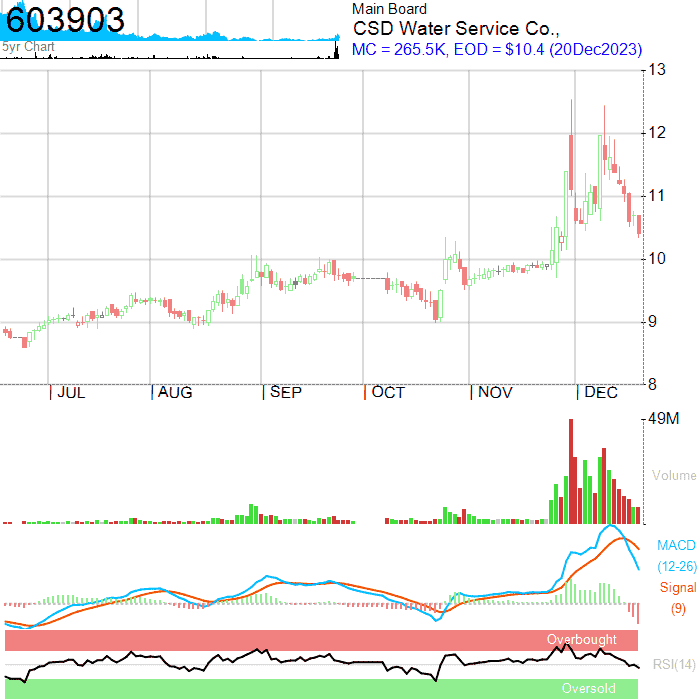 603903
5yr Chart
Main Board
CSD Water Service Co.,
MC = 265.5K, EOD = $10.4 (20Dec2023)
13
12
11
10
9
8
JUL AUG SEP OCT NOV DEC
49M
Volume
MACD
(12-26)
Signal
(9)
Overbought
RSI(14)
Oversold